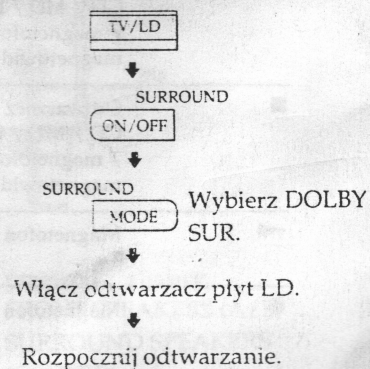 TV/LD
SURROUND
ON/OFF
SURROUND
MODE
Wybierz DOLBY
SUR.
Włącz odtwarzacz płyt LD.
Rozpocznij odtwarzanie.